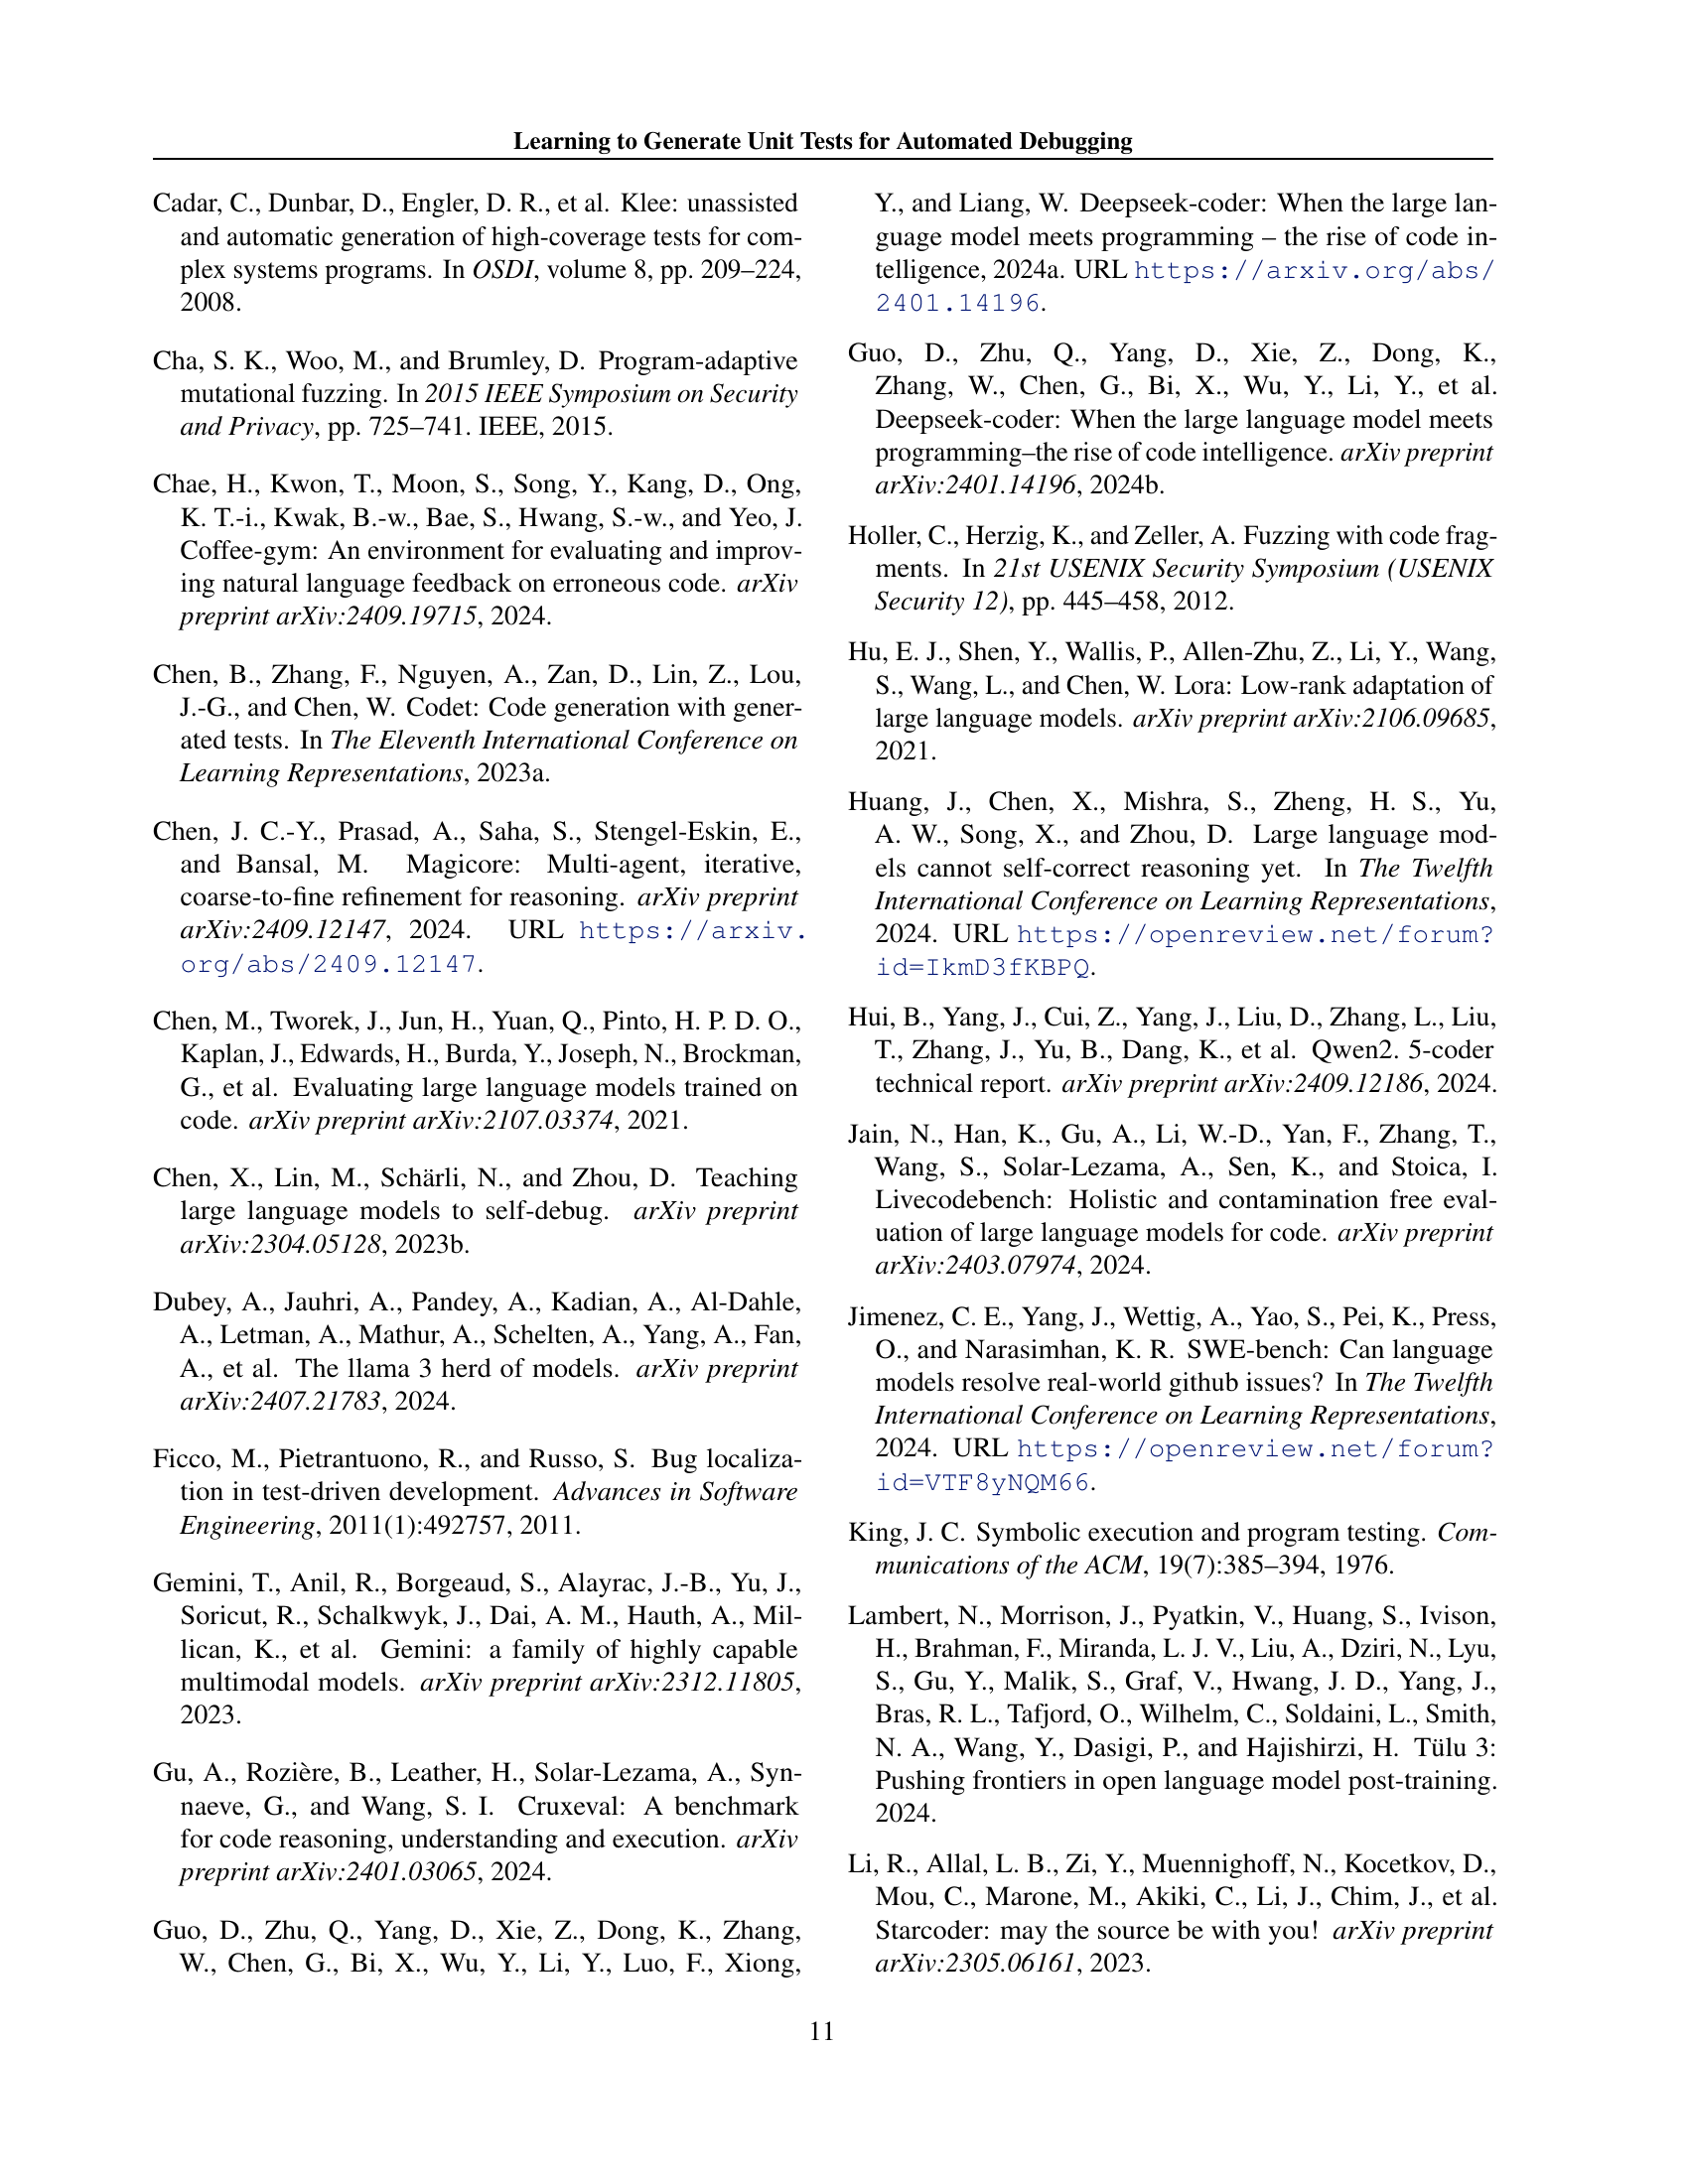 Learning to Generate Unit Tests for Automated Debugging
Cadar, C., Dunbar, D., Engler, D. R., et al. Klee: unassisted
and automatic generation of high-coverage tests for com-
plex systems programs. In OSDI, volume 8, pp. 209–224,
2008.
Cha, S. K., Woo, M., and Brumley, D. Program-adaptive
mutational fuzzing. In 2015 IEEE Symposium on Security
and Privacy, pp. 725–741. IEEE, 2015.
Chae, H., Kwon, T., Moon, S., Song, Y., Kang, D., Ong,
K. T.-i., Kwak, B.-w., Bae, S., Hwang, S.-w., and Yeo, J.
Coffee-gym: An environment for evaluating and improv-
ing natural language feedback on erroneous code. arXiv
preprint arXiv:2409.19715, 2024.
Chen, B., Zhang, F., Nguyen, A., Zan, D., Lin, Z., Lou,
J.-G., and Chen, W. Codet: Code generation with gener-
ated tests. In The Eleventh International Conference on
Learning Representations, 2023a.
Chen, J. C.-Y., Prasad, A., Saha, S., Stengel-Eskin, E.,
and Bansal, M. Magicore: Multi-agent, iterative,
coarse-to-fine refinement for reasoning. arXiv preprint
arXiv:2409.12147, 2024. URL https://arxiv.
org/abs/2409.12147.
Chen, M., Tworek, J., Jun, H., Yuan, Q., Pinto, H. P. D. O.,
Kaplan, J., Edwards, H., Burda, Y., Joseph, N., Brockman,
G., et al. Evaluating large language models trained on
code. arXiv preprint arXiv:2107.03374, 2021.
Chen, X., Lin, M., Schärli, N., and Zhou, D. Teaching
large language models to self-debug. arXiv preprint
arXiv:2304.05128, 2023b.
Dubey, A., Jauhri, A., Pandey, A., Kadian, A., Al-Dahle,
A., Letman, A., Mathur, A., Schelten, A., Yang, A., Fan,
A., et al. The llama 3 herd of models. arXiv preprint
arXiv:2407.21783, 2024.
Ficco, M., Pietrantuono, R., and Russo, S. Bug localiza-
tion in test-driven development. Advances in Software
Engineering, 2011(1):492757, 2011.
Gemini, T., Anil, R., Borgeaud, S., Alayrac, J.-B., Yu, J.,
Soricut, R., Schalkwyk, J., Dai, A. M., Hauth, A., Mil-
lican, K., et al. Gemini: a family of highly capable
multimodal models. arXiv preprint arXiv:2312.11805,
2023.
Gu, A., Rozière, B., Leather, H., Solar-Lezama, A., Syn-
naeve, G., and Wang, S. I. Cruxeval: A benchmark
for code reasoning, understanding and execution. arXiv
preprint arXiv:2401.03065, 2024.
Guo, D., Zhu, Q., Yang, D., Xie, Z., Dong, K., Zhang,
W., Chen, G., Bi, X., Wu, Y., Li, Y., Luo, F., Xiong,
Y., and Liang, W. Deepseek-coder: When the large lan-
guage model meets programming – the rise of code in-
telligence, 2024a. URL https://arxiv.org/abs/
2401.14196.
Guo, D., Zhu, Q., Yang, D., Xie, Z., Dong, K.,
Zhang, W., Chen, G., Bi, X., Wu, Y., Li, Y., et al.
Deepseek-coder: When the large language model meets
programming–the rise of code intelligence. arXiv preprint
arXiv:2401.14196, 2024b.
Holler, C., Herzig, K., and Zeller, A. Fuzzing with code frag-
ments. In 21st USENIX Security Symposium (USENIX
Security 12), pp. 445–458, 2012.
Hu, E. J., Shen, Y., Wallis, P., Allen-Zhu, Z., Li, Y., Wang,
S., Wang, L., and Chen, W. Lora: Low-rank adaptation of
large language models. arXiv preprint arXiv:2106.09685,
2021.
Huang, J., Chen, X., Mishra, S., Zheng, H. S., Yu,
A. W., Song, X., and Zhou, D. Large language mod-
els cannot self-correct reasoning yet. In The Twelfth
International Conference on Learning Representations,
2024. URL https://openreview.net/forum?
id=IkmD3fKBPQ.
Hui, B., Yang, J., Cui, Z., Yang, J., Liu, D., Zhang, L., Liu,
T., Zhang, J., Yu, B., Dang, K., et al. Qwen2. 5-coder
technical report. arXiv preprint arXiv:2409.12186, 2024.
Jain, N., Han, K., Gu, A., Li, W.-D., Yan, F., Zhang, T.,
Wang, S., Solar-Lezama, A., Sen, K., and Stoica, I.
Livecodebench: Holistic and contamination free eval-
uation of large language models for code. arXiv preprint
arXiv:2403.07974, 2024.
Jimenez, C. E., Yang, J., Wettig, A., Yao, S., Pei, K., Press,
O., and Narasimhan, K. R. SWE-bench: Can language
models resolve real-world github issues? In The Twelfth
International Conference on Learning Representations,
2024. URL https://openreview.net/forum?
id=VTF8yNQM66.
King, J. C. Symbolic execution and program testing. Com-
munications of the ACM, 19(7):385–394, 1976.
Lambert, N., Morrison, J., Pyatkin, V., Huang, S., Ivison,
H., Brahman, F., Miranda, L. J. V., Liu, A., Dziri, N., Lyu,
S., Gu, Y., Malik, S., Graf, V., Hwang, J. D., Yang, J.,
Bras, R. L., Tafjord, O., Wilhelm, C., Soldaini, L., Smith,
N. A., Wang, Y., Dasigi, P., and Hajishirzi, H. Tülu 3:
Pushing frontiers in open language model post-training.
2024.
Li, R., Allal, L. B., Zi, Y., Muennighoff, N., Kocetkov, D.,
Mou, C., Marone, M., Akiki, C., Li, J., Chim, J., et al.
Starcoder: may the source be with you! arXiv preprint
arXiv:2305.06161, 2023.
11